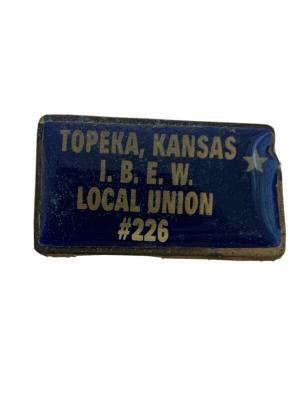 TOPEKA, KANSAS
I. B. E. W.
LOCAL UNION
#226